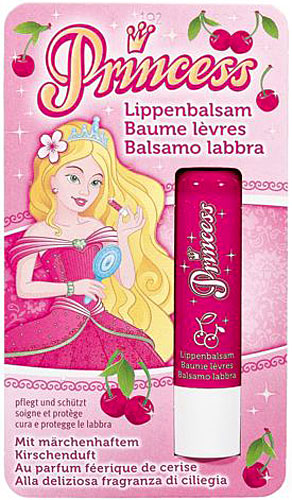 Princess
Lippenbalsam
Baume lèvres
Balsamo labbra
Princess
Lippenbalsam
Baume lèvres
Balsamo labbra
pflegt und schützt
soigne et protège
cura e protegge le labbra
Mit märchenhaftem
Kirschenduft
Au parfum féerique de cerise
Alla deliziosa fragranza di ciliegia